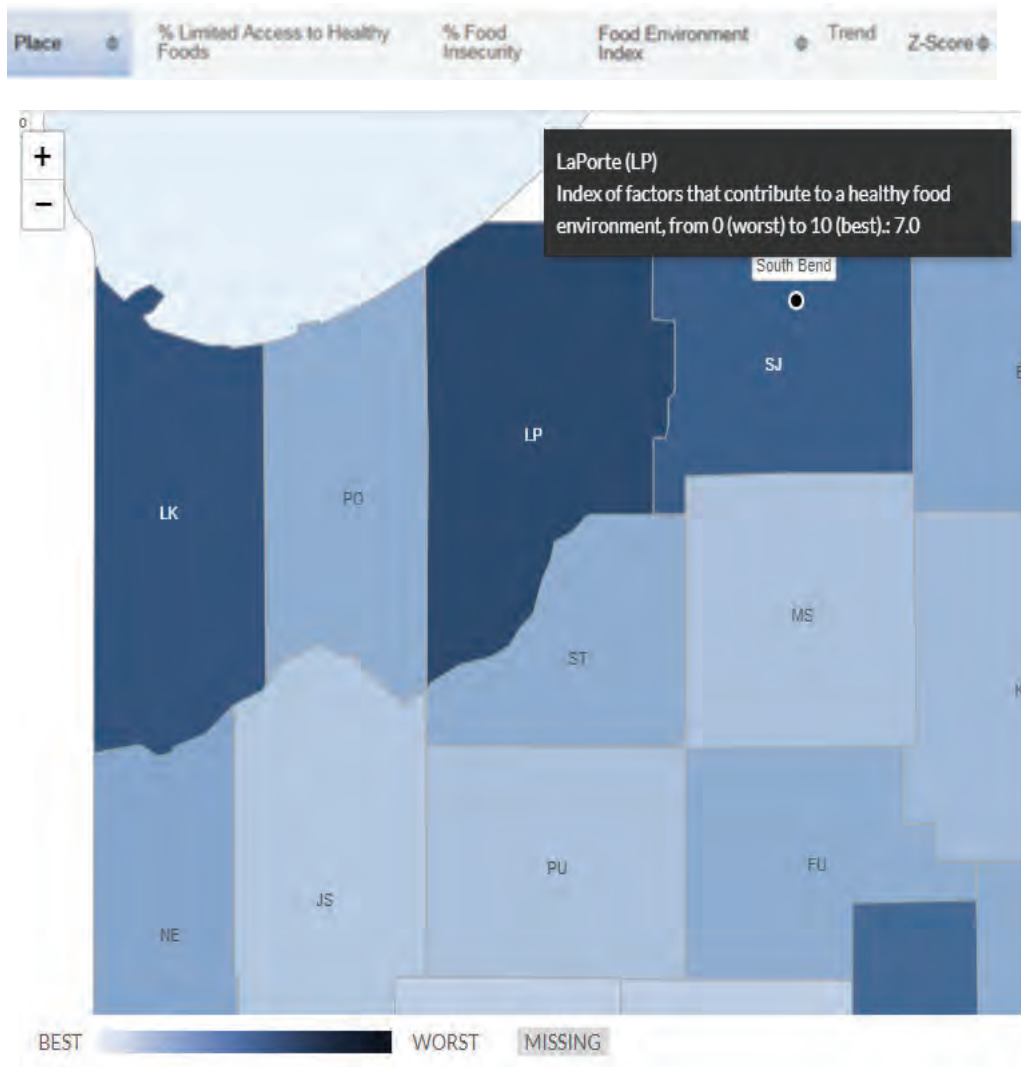 Place
% Limited Access to Healthy
Foods
% Food
Insecurity
Food Environment
Index
Trend
Z-Score
0
+
−
LaPorte (LP)
Index of factors that contribute to a healthy food
environment, from 0 (worst) to 10 (best).: 7.0
South Bend
SJ
LP
PO
LK
MS
ST
PU
FU
JS
NE
BEST
WORST
MISSING